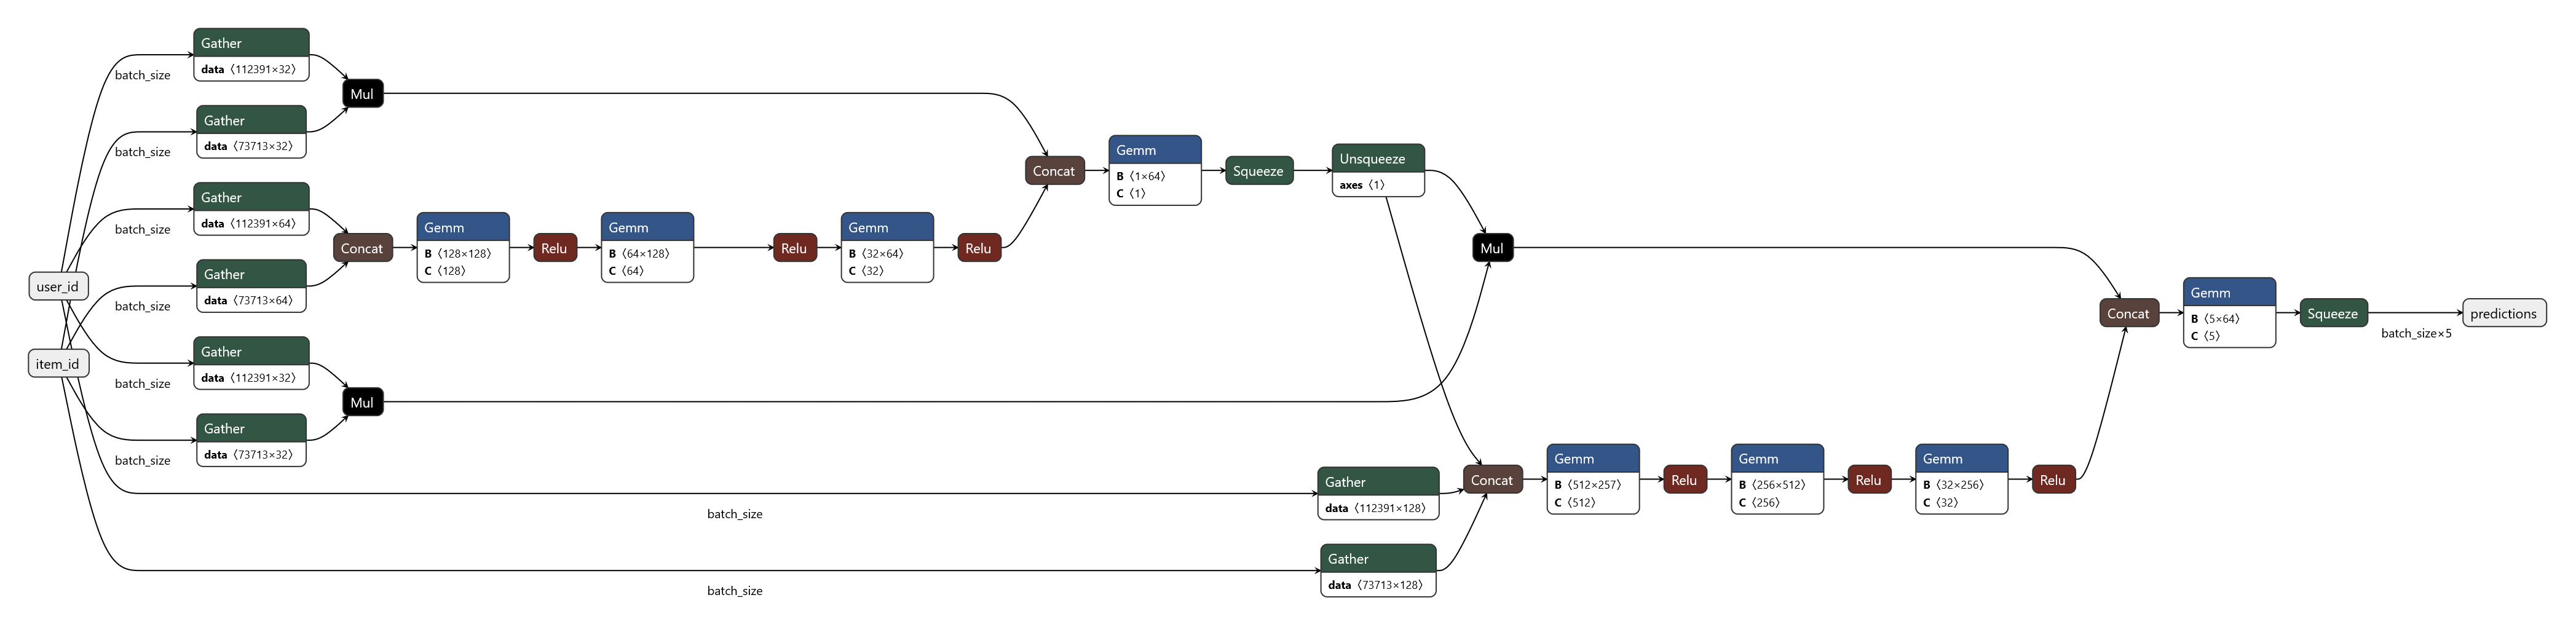 Gather
data〈112391×32〉
batch_size
Mul
Gather
data〈73713×32〉
batch_size
Gather
data〈112391×64〉
batch_size
Concat
Gemm
B〈128×128〉
C〈128〉
Relu
Gemm
B〈64×128〉
C〈64〉
Relu
Gemm
B〈32×64〉
C〈32〉
Relu
Gather
data〈73713×64〉
batch_size
user_id
item_id
Concat
Gemm
B〈1×64〉
C〈1〉
Squeeze
Unsqueeze
axes〈1〉
Mul
Gather
data〈112391×32〉
batch_size
Mul
Gather
data〈73713×32〉
batch_size
batch_size
Gather
data〈112391×128〉
batch_size
Gather
data〈73713×128〉
Concat
Gemm
B〈512×257〉
C〈512〉
Relu
Gemm
B〈256×512〉
C〈256〉
Relu
Gemm
B〈32×256〉
C〈32〉
Relu
Concat
Gemm
B〈5×64〉
C〈5〉
Squeeze
batch_size×5
predictions